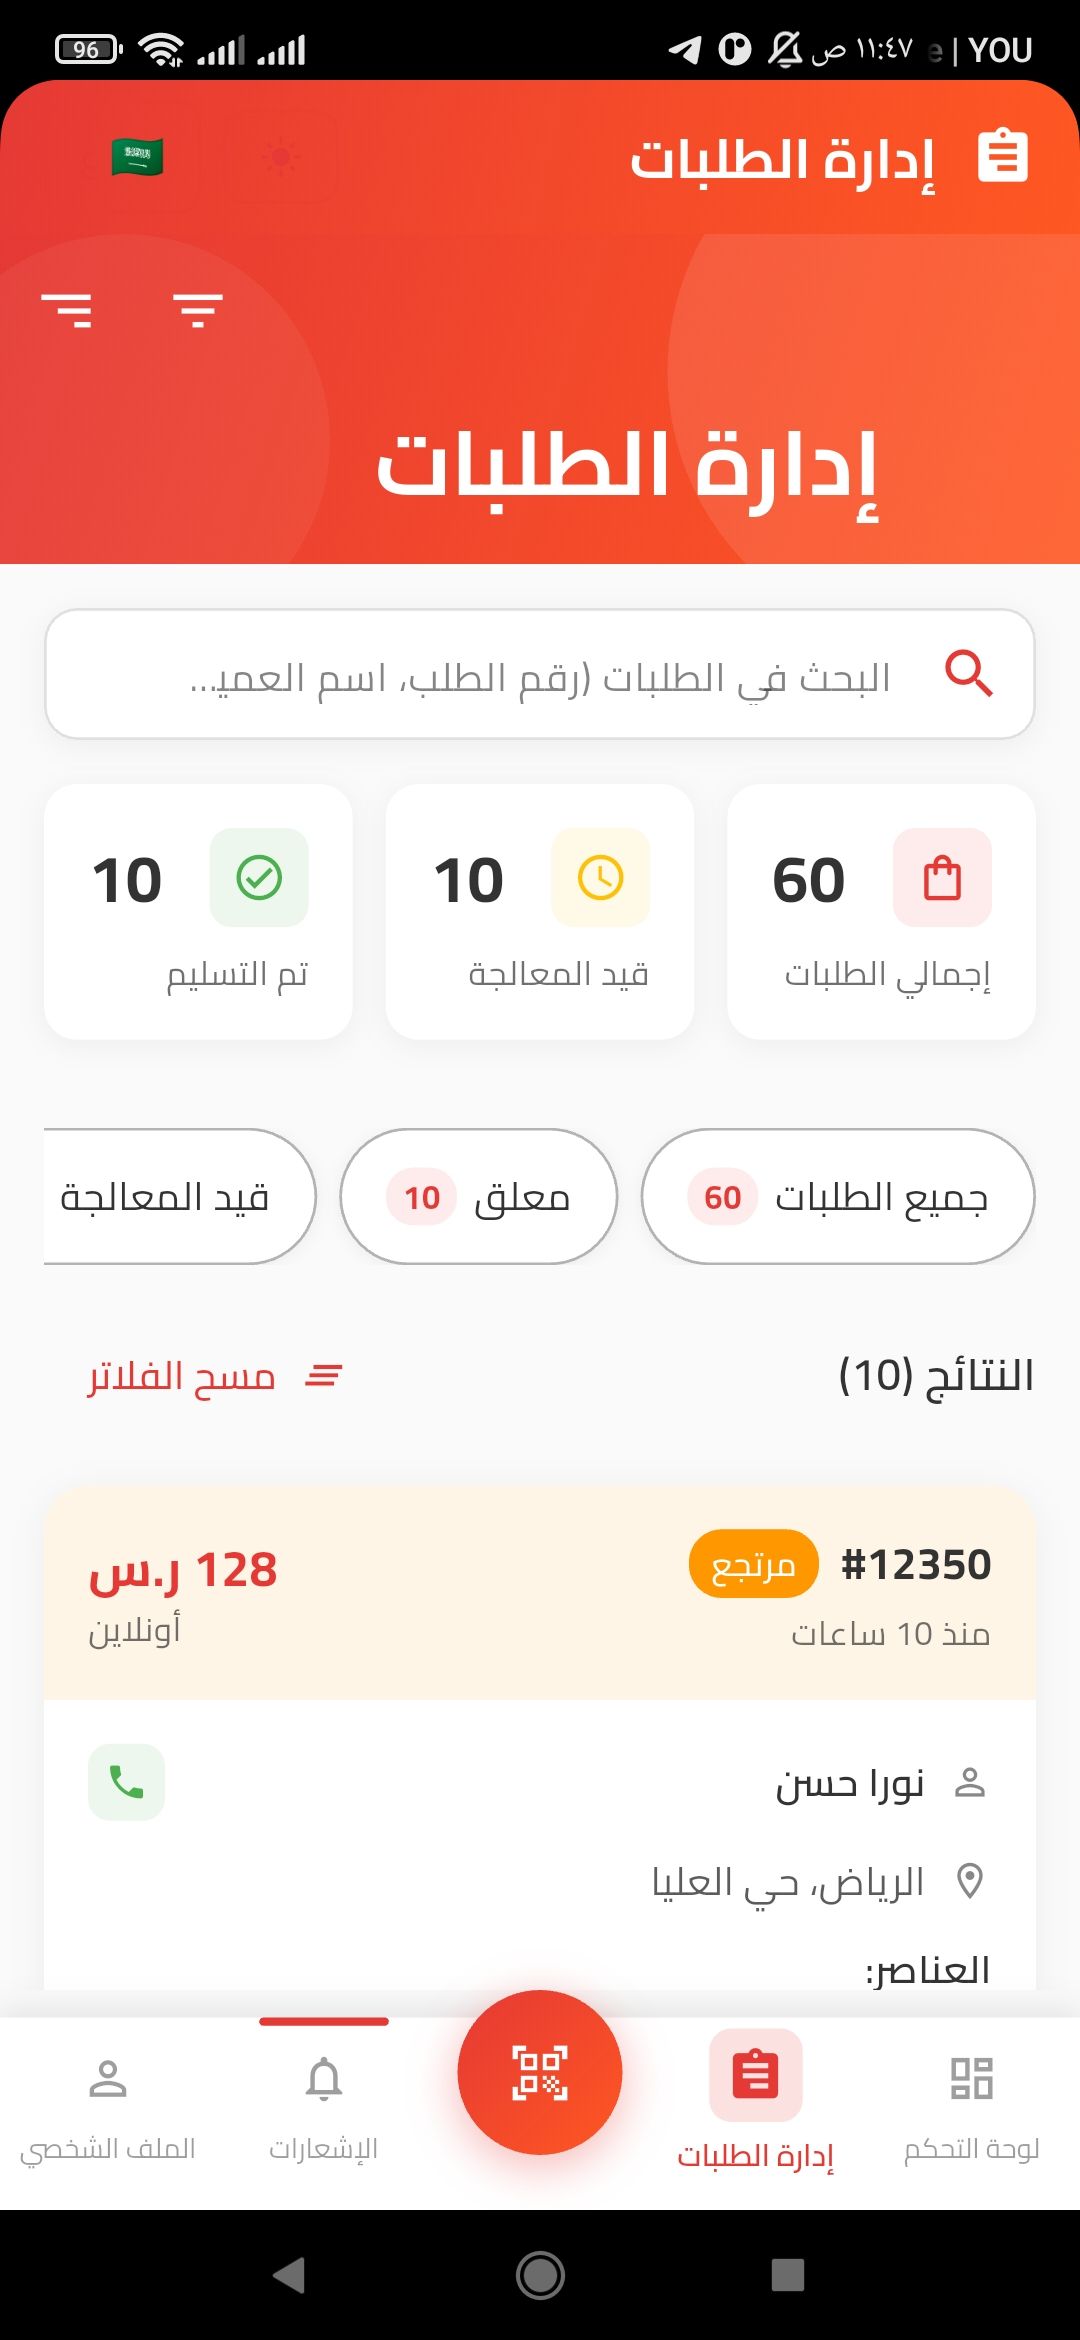 96
١١:٤٧ ص
e | YOU
إدارة الطلبات
إدارة الطلبات
البحث في الطلبات (رقم الطلب، اسم العميـ...
60
إجمالي الطلبات
10
قيد المعالجة
10
تم التسليم
جميع الطلبات 60
معلق 10
قيد المعالجة
النتائج (10)
مسح الفلاتر
#12350 مرتجع
128 ر.س
منذ 10 ساعات
أونلاين
نورا حسن
الرياض، حي العليا
العناصر:
لوحة التحكم
إدارة الطلبات
الإشعارات
الملف الشخصي